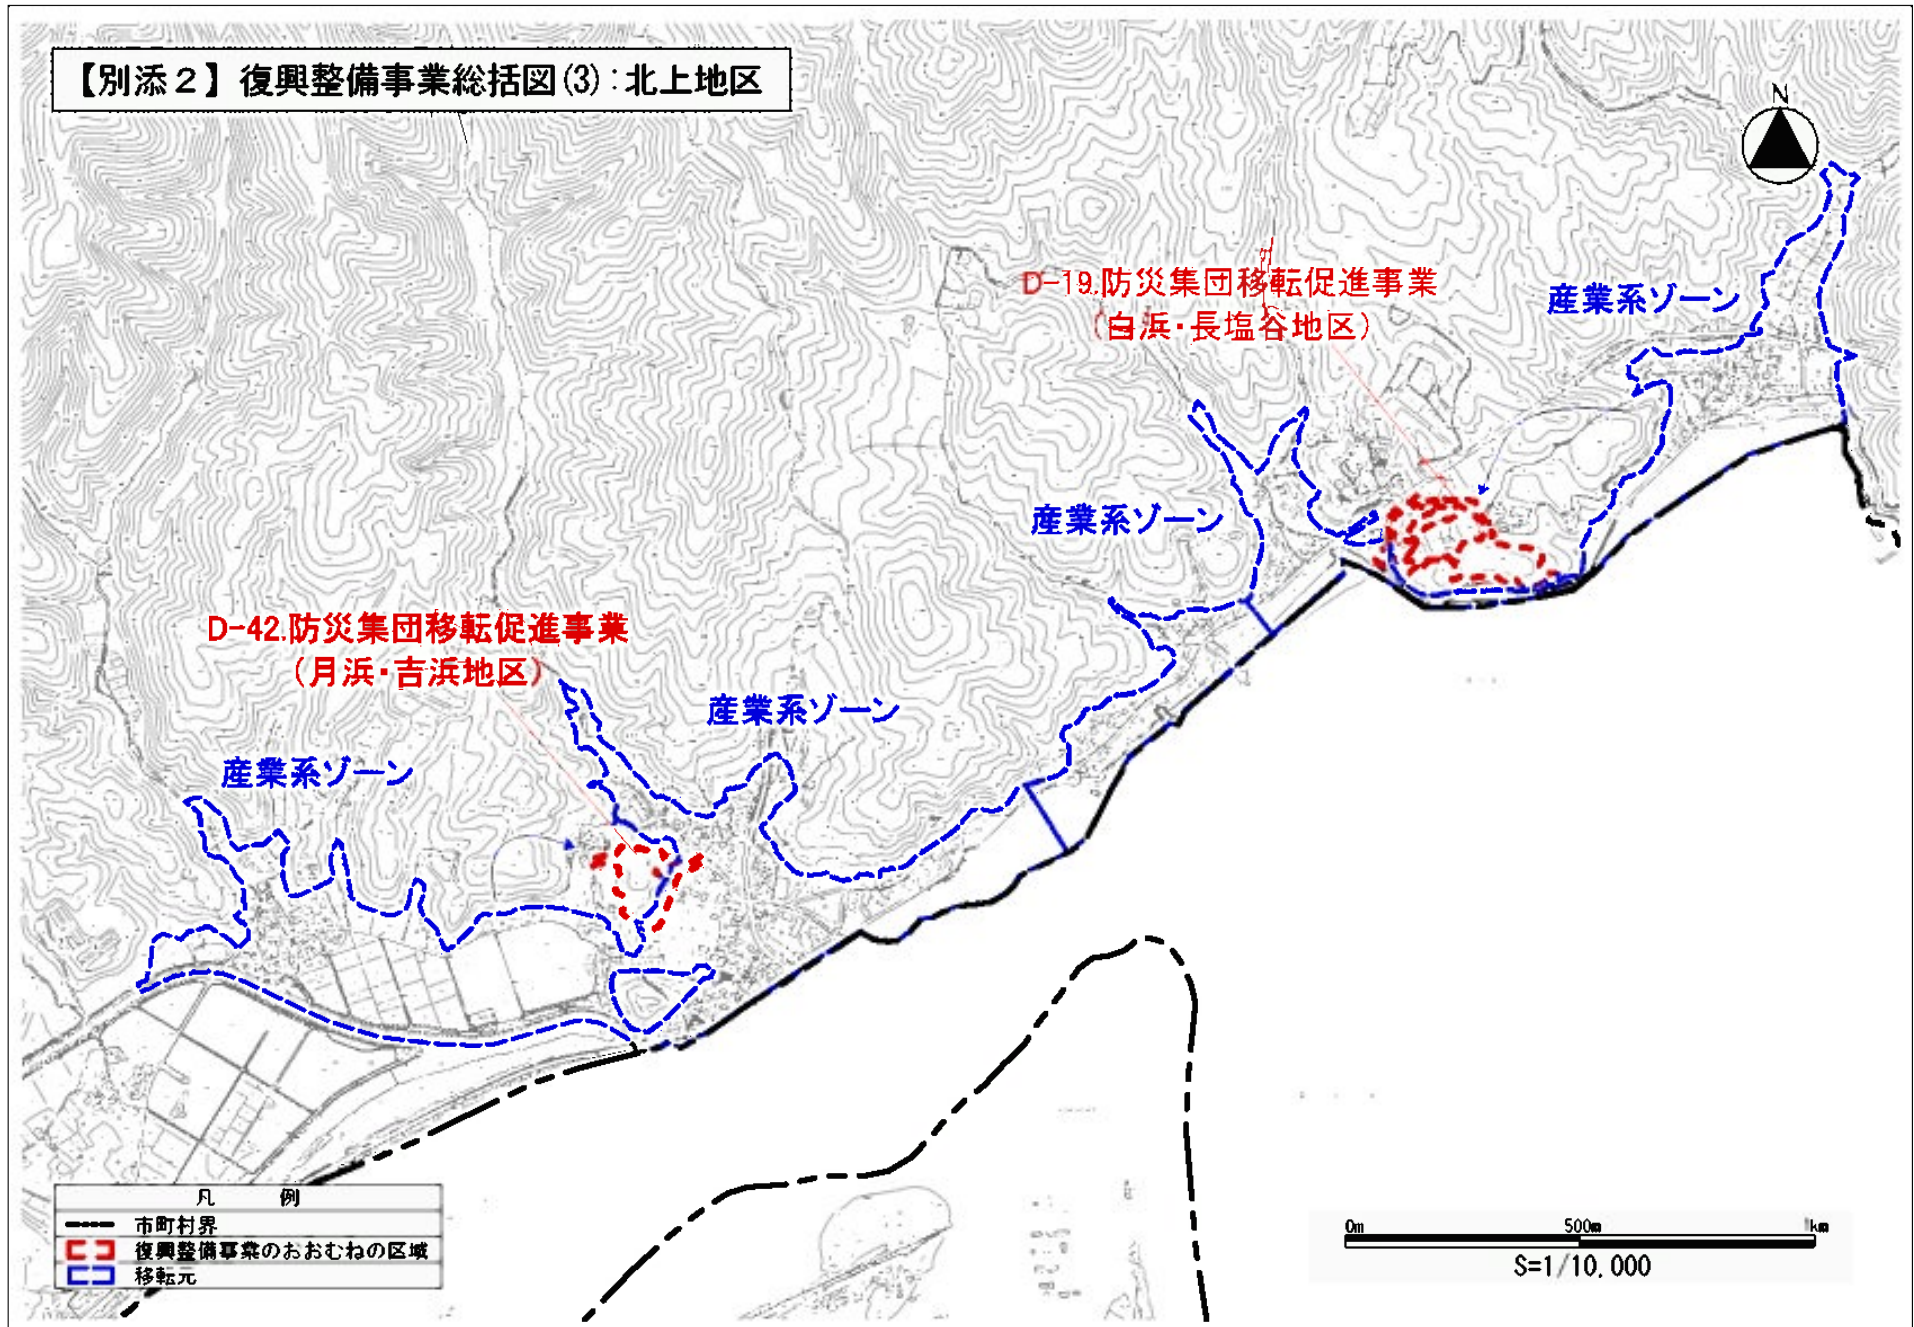 【別添２】復興整備事業総括図(3)：北上地区
N
D-19.防災集団移転促進事業
（白浜・長塩谷地区）
産業系ゾーン
産業系ゾーン
D-42.防災集団移転促進事業
（月浜・吉浜地区）
産業系ゾーン
産業系ゾーン
凡　例
市町村界
復興整備事業のおおむねの区域
移転元
0m 500m 1km
S=1/10,000